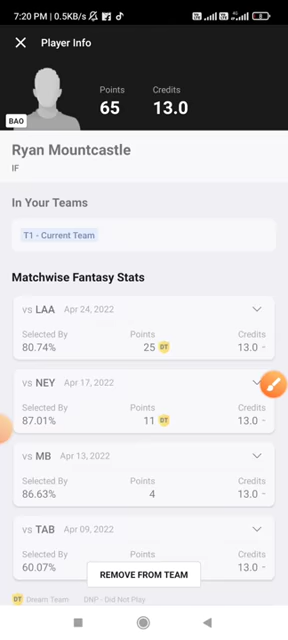 7:20 PM | 0.5KB/s
Player Info
Points Credits
65 13.0
BAO
Ryan Mountcastle
IF
In Your Teams
T1 - Current Team
Matchwise Fantasy Stats
vs LAA Apr 24, 2022
Selected By Points Credits
80.74% 25 DT 13.0 -
vs NEY Apr 17, 2022
Selected By Points Credits
87.01% 11 DT 13.0 -
vs MB Apr 13, 2022
Selected By Points Credits
86.63% 4 13.0 -
vs TAB Apr 09, 2022
Selected By Points Credits
60.07% 13.0 -
REMOVE FROM TEAM
DT Dream Team DNP - Did Not Play